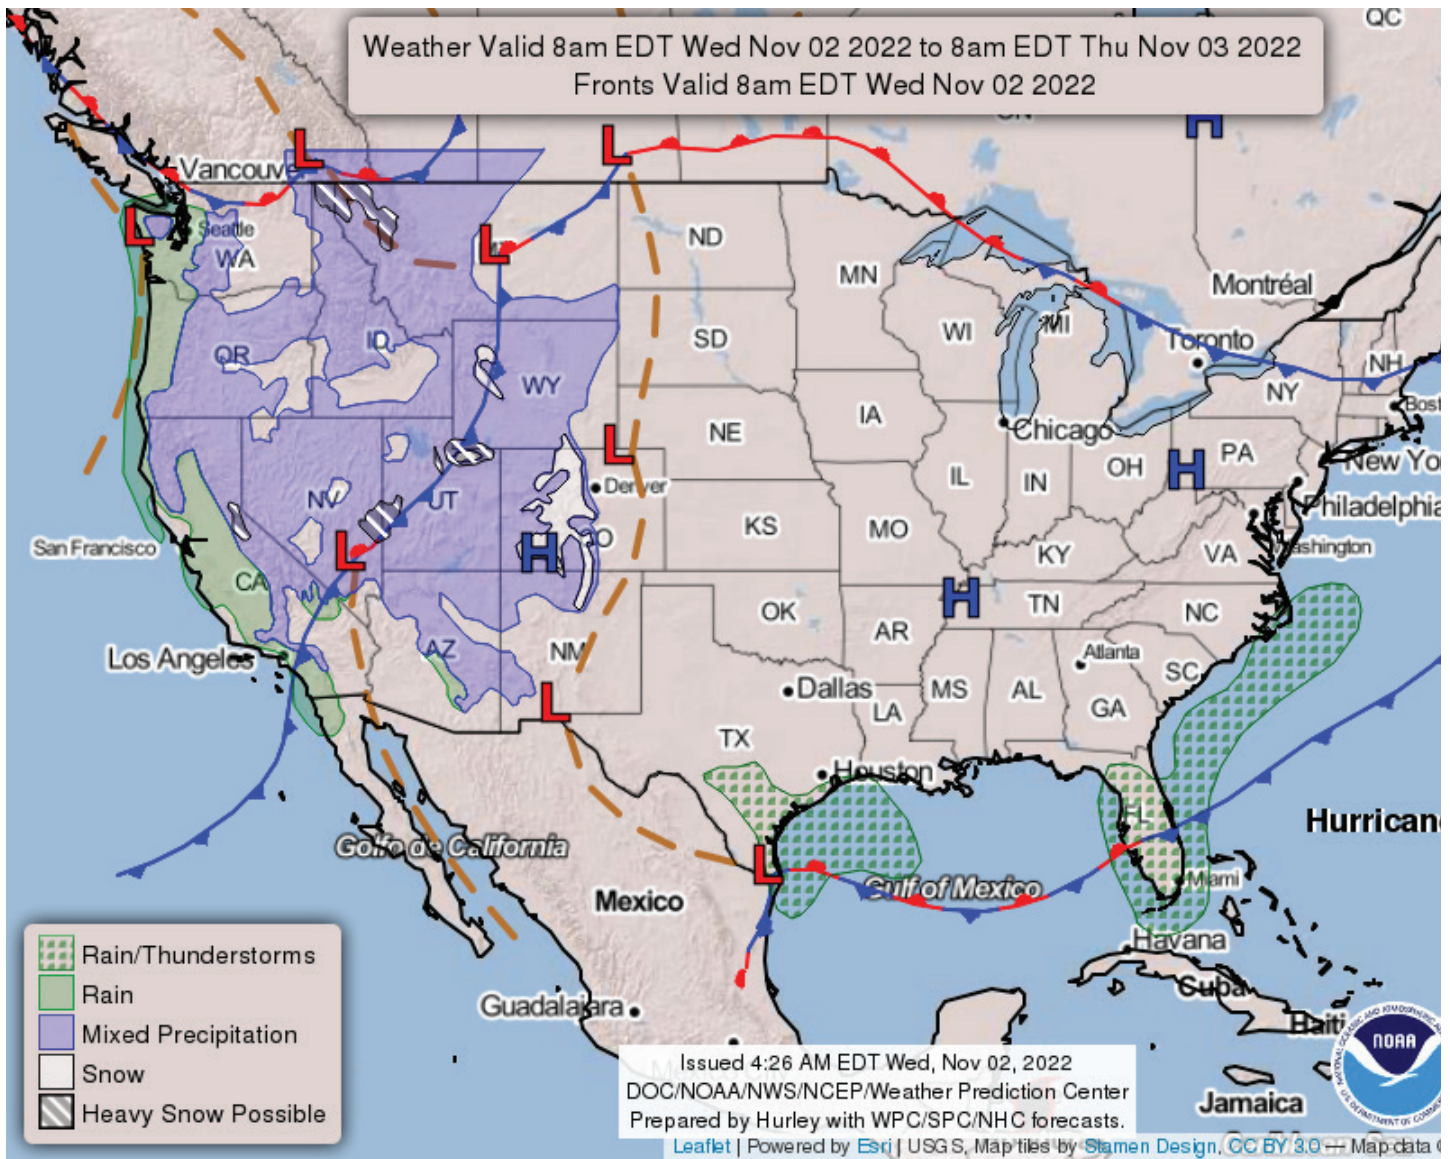 QC
Weather Valid 8am EDT Wed Nov 02 2022 to 8am EDT Thu Nov 03 2022
Fronts Valid 8am EDT Wed Nov 02 2022
H
L
L
Vancouve
L
Seattle
WA
L
ND
MN
Montréal
OR
ID
WY
SD
WI
MI
Toronto
NH
NY
Bost
IA
NE
L
Chicago
PA
New Yo
NV
UT
Denver
IL
IN
OH
H
Philadelphia
San Francisco
L
H
KS
MO
KY
VA
Washington
CA
OK
H
TN
NC
AR
Los Angeles
AZ
NM
Atlanta
SC
L
Dallas
LA
MS
AL
GA
TX
Houston
FL
Hurrican
Golfo de California
L
Gulf of Mexico
Miami
Mexico
Havana
Cuba
Guadalajara
Haiti
Jamaica
Rain/Thunderstorms
Rain
Mixed Precipitation
Snow
Heavy Snow Possible
Issued 4:26 AM EDT Wed, Nov 02, 2022
DOC/NOAA/NWS/NCEP/Weather Prediction Center
Prepared by Hurley with WPC/SPC/NHC forecasts.
NOAA
Leaflet | Powered by Esri | USGS, Map tiles by Stamen Design, CC BY 3.0 — Map data ©